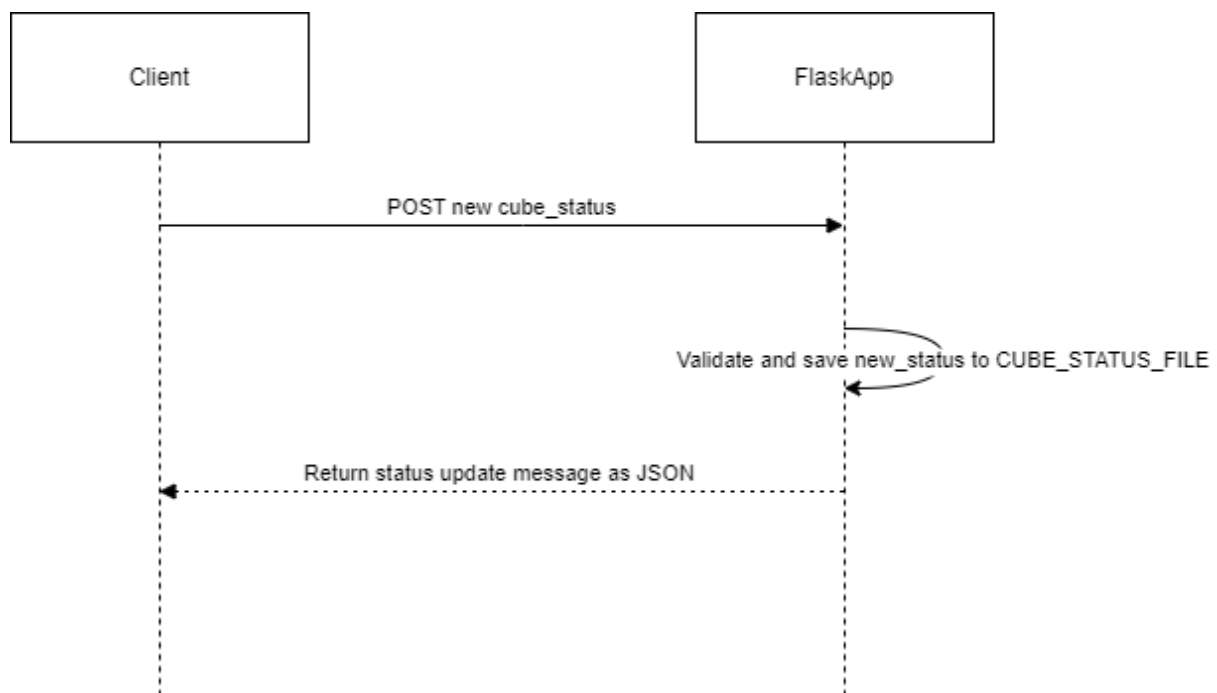 Client
FlaskApp
POST new cube_status
Validate and save new_status to CUBE_STATUS_FILE
Return status update message as JSON